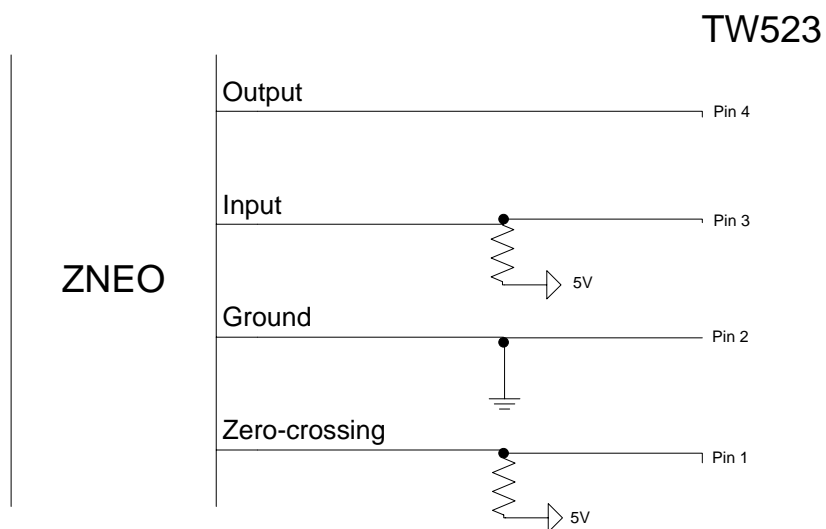 TW523
Output
Pin 4
Input
Pin 3
5V
ZNEO
Ground
Pin 2
Zero-crossing
Pin 1
5V